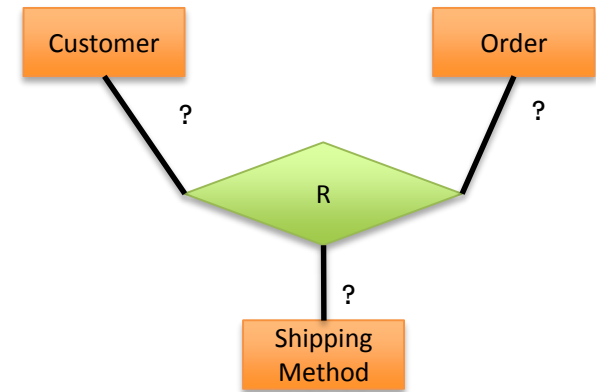 Customer
Order
?
?
R
?
Shipping
Method